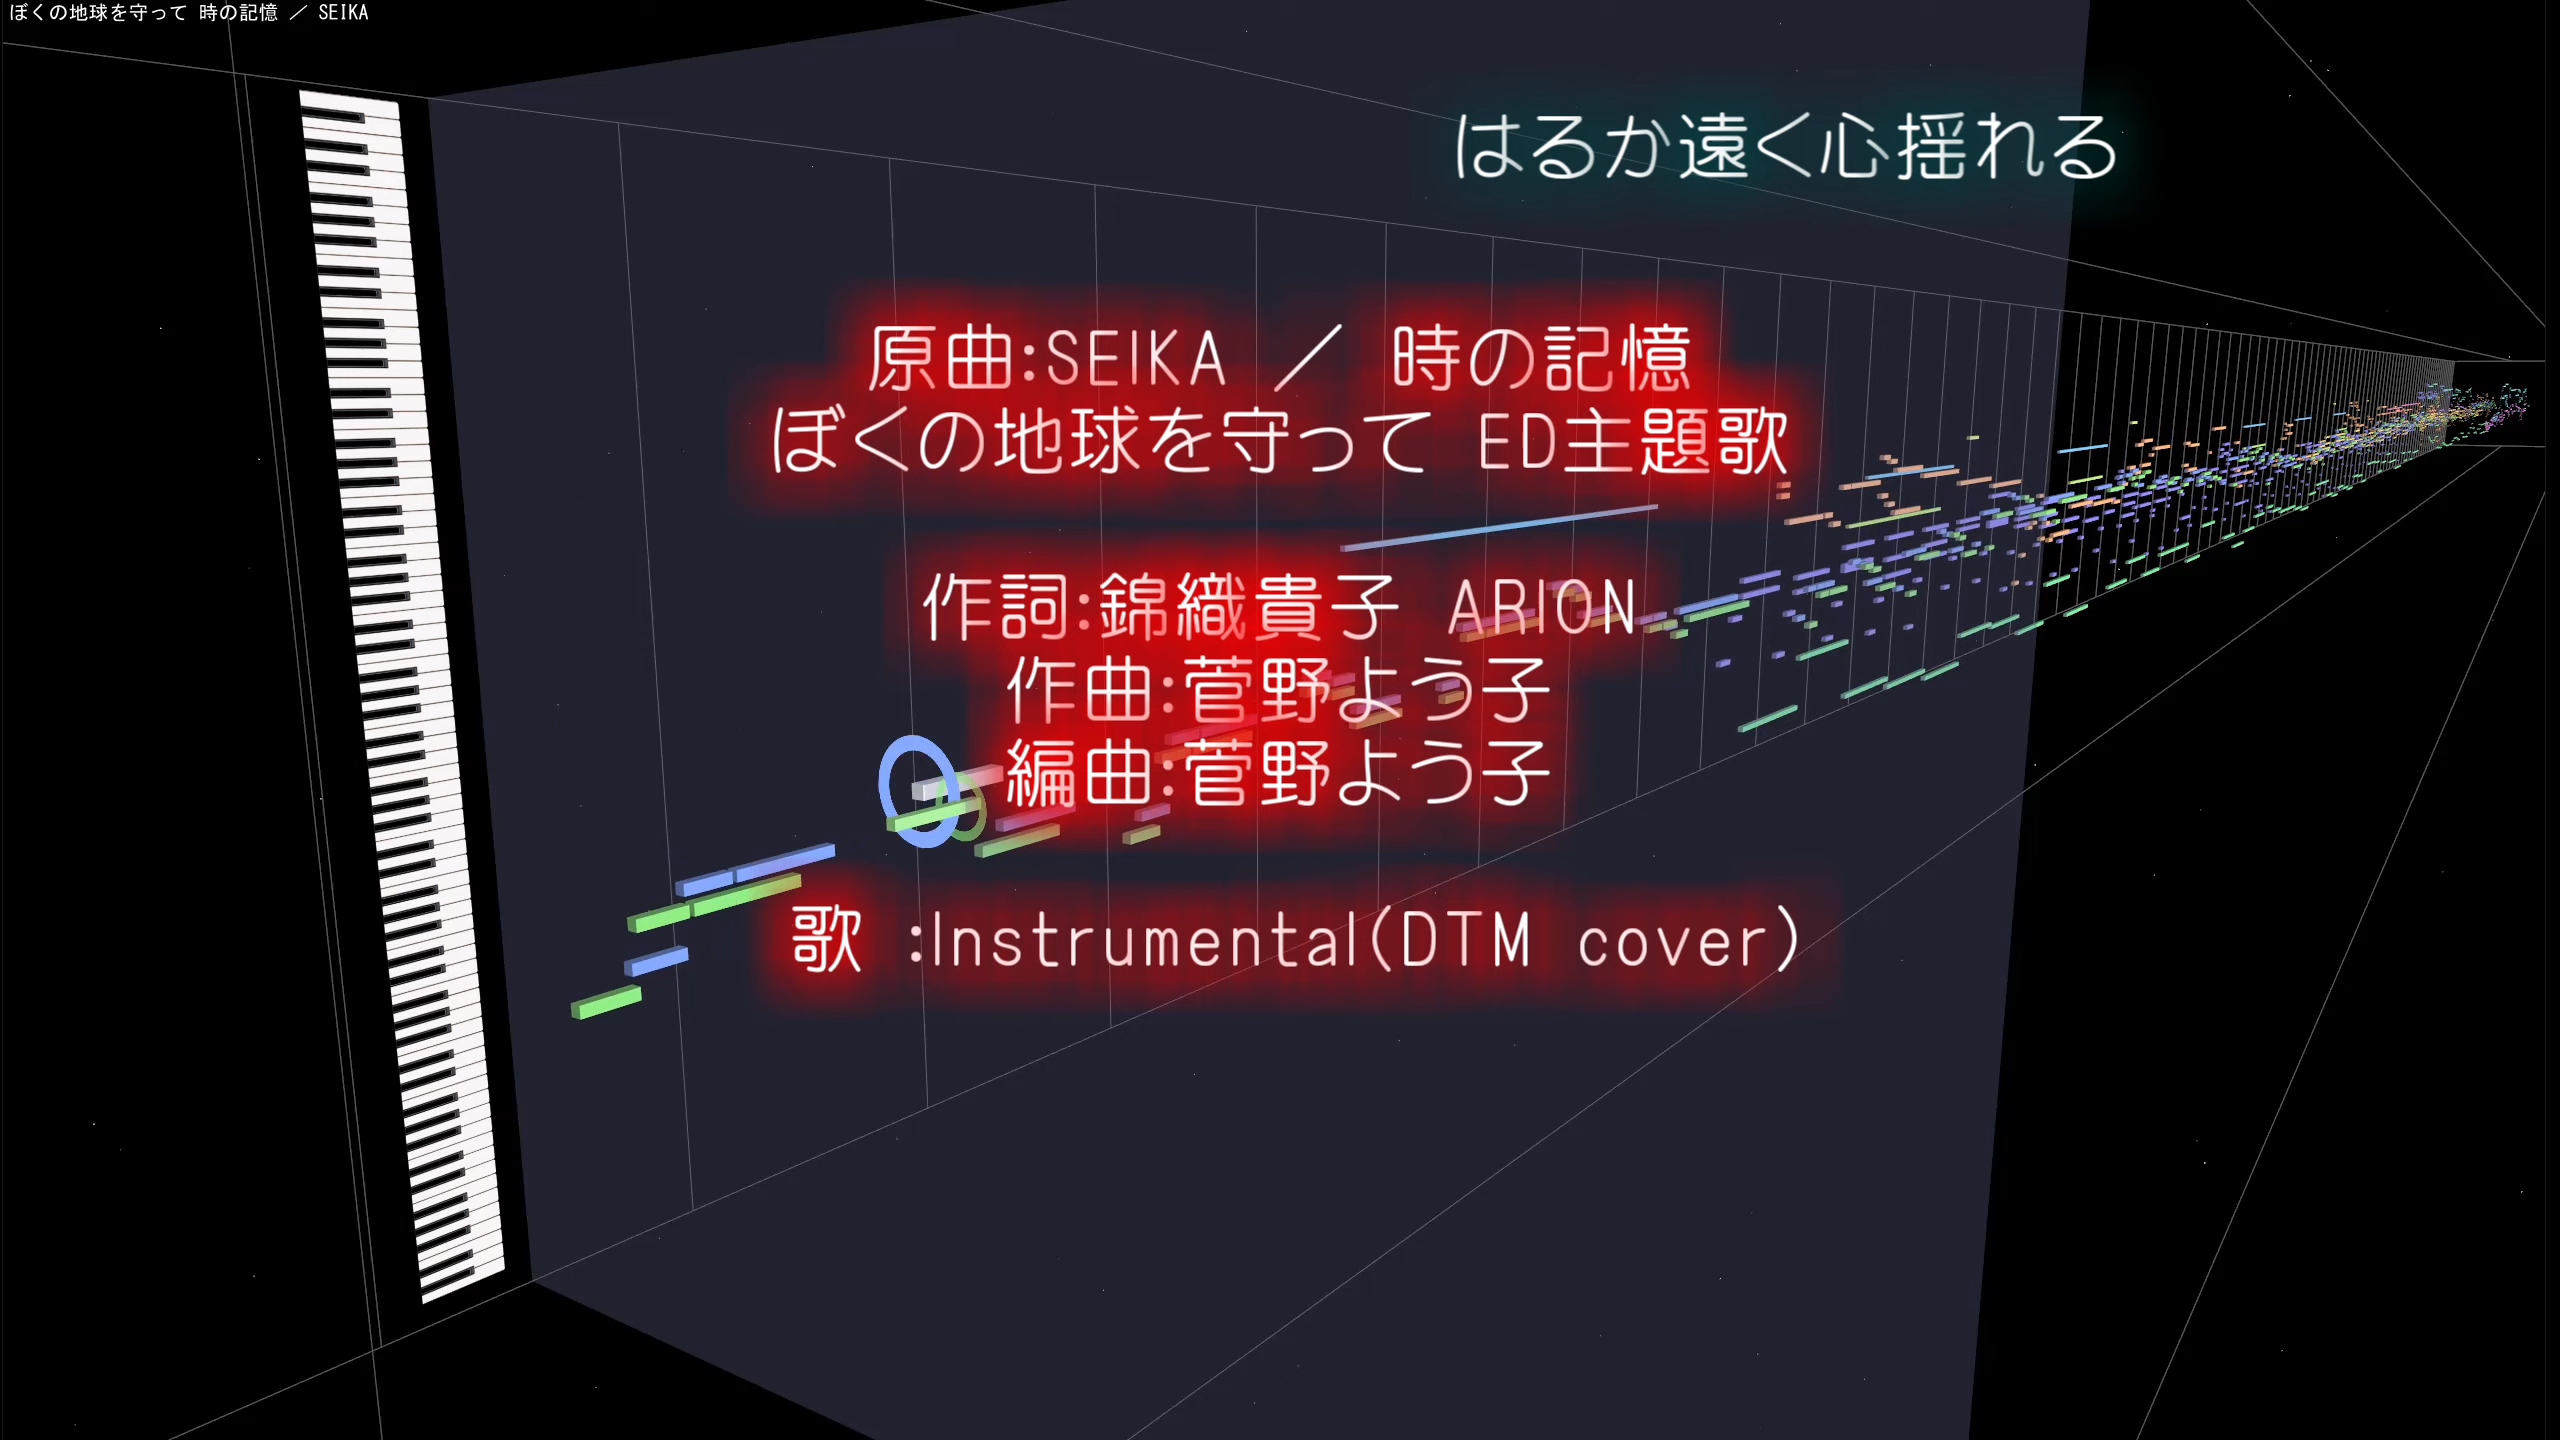 ぼくの地球を守って 時の記憶 ／ SEIKA
はるか遠く心揺れる
原曲:SEIKA ／ 時の記憶
ぼくの地球を守って ED主題歌
作詞:錦織貴子 ARION
作曲:菅野よう子
編曲:菅野よう子
歌 :Instrumental(DTM cover)